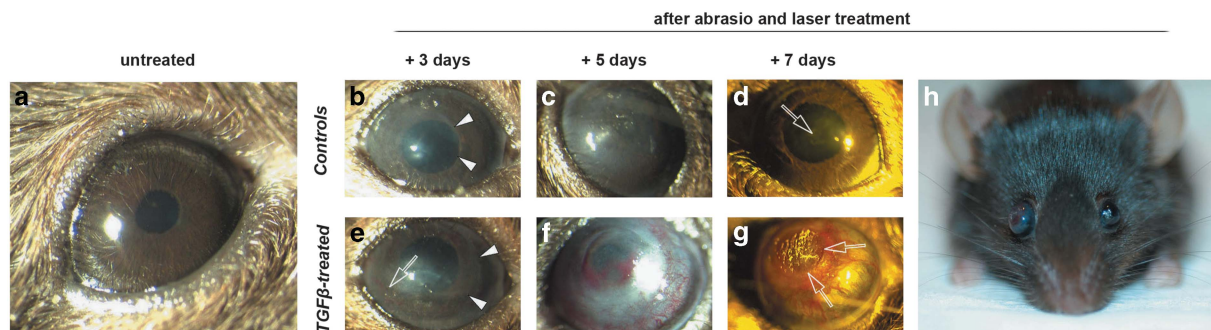 after abrasio and laser treatment
untreated
+ 3 days
+ 5 days
+ 7 days
a
b
c
d
h
Controls
e
f
g
TGFβ-treated